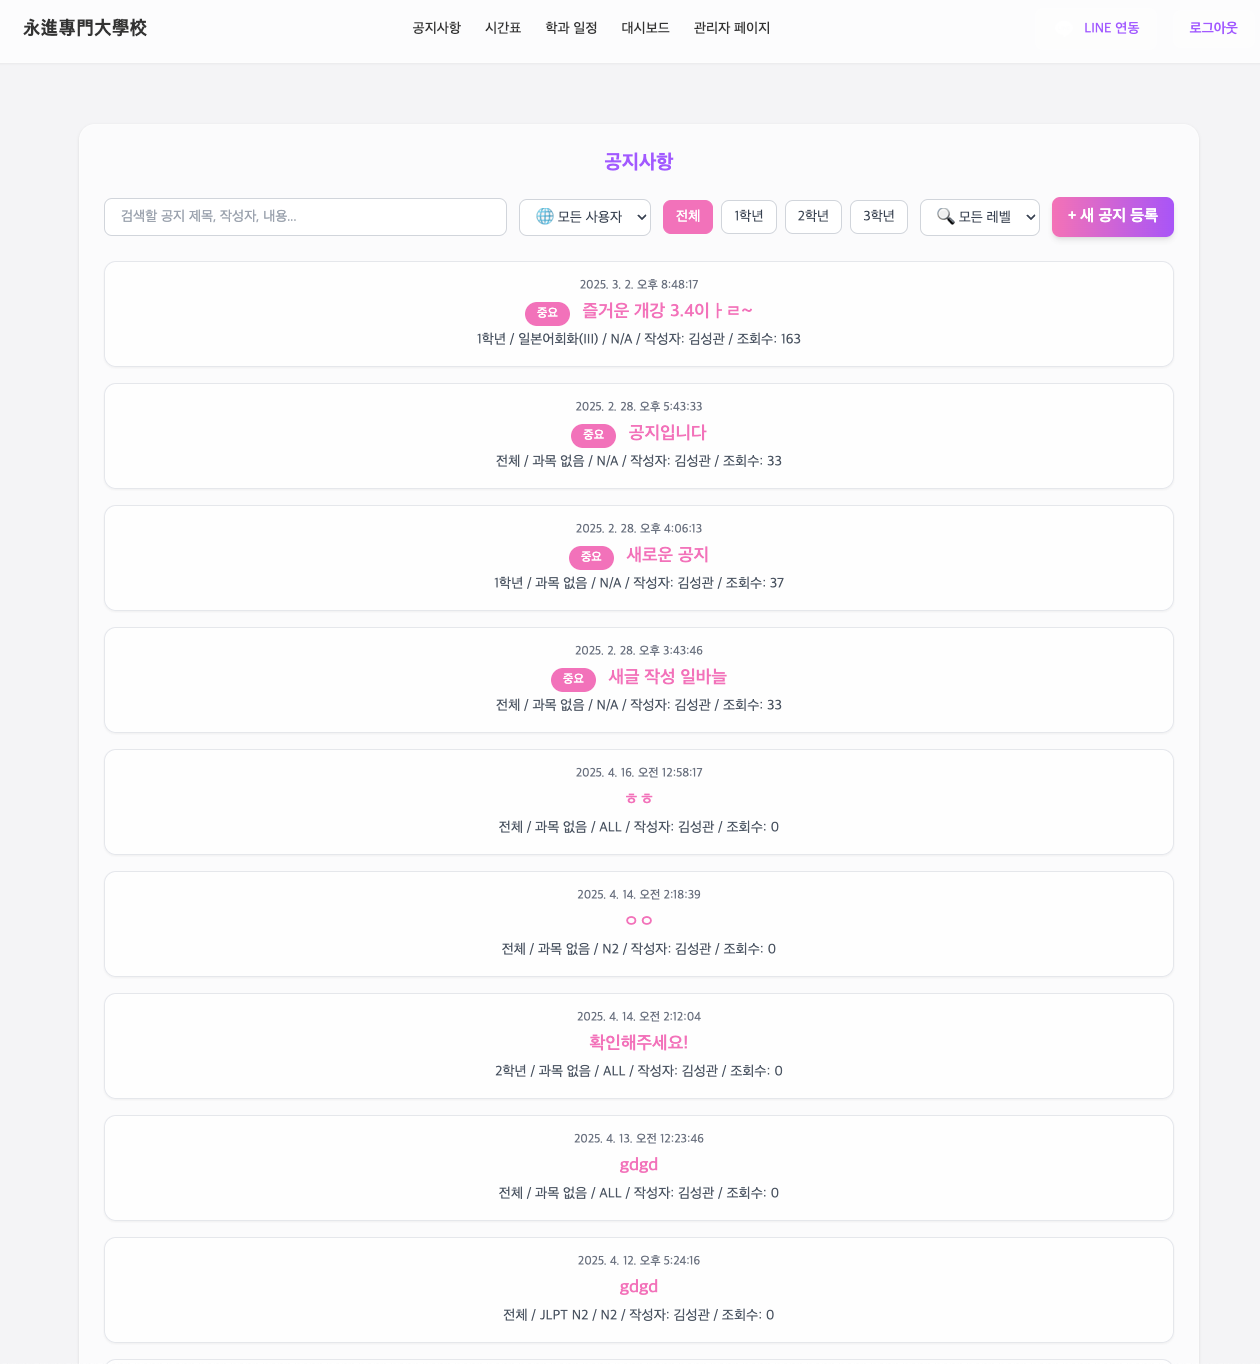 永進專門大學校
공지사항 시간표 학과 일정 대시보드 관리자 페이지
LINE 연동 로그아웃
공지사항
검색할 공지 제목, 작성자, 내용... 모든 사용자 전체 1학년 2학년 3학년 모든 레벨 + 새 공지 등록
2025. 3. 2. 오후 8:48:17
중요 즐거운 개강 3.4이ㅏㄹ~
1학년 / 일본어회화(III) / N/A / 작성자: 김성관 / 조회수: 163
2025. 2. 28. 오후 5:43:33
중요 공지입니다
전체 / 과목 없음 / N/A / 작성자: 김성관 / 조회수: 33
2025. 2. 28. 오후 4:06:13
중요 새로운 공지
1학년 / 과목 없음 / N/A / 작성자: 김성관 / 조회수: 37
2025. 2. 28. 오후 3:43:46
중요 새글 작성 일바늘
전체 / 과목 없음 / N/A / 작성자: 김성관 / 조회수: 33
2025. 4. 16. 오전 12:58:17
ㅎㅎ
전체 / 과목 없음 / ALL / 작성자: 김성관 / 조회수: 0
2025. 4. 14. 오전 2:18:39
ㅇㅇ
전체 / 과목 없음 / N2 / 작성자: 김성관 / 조회수: 0
2025. 4. 14. 오전 2:12:04
확인해주세요!
2학년 / 과목 없음 / ALL / 작성자: 김성관 / 조회수: 0
2025. 4. 13. 오전 12:23:46
gdgd
전체 / 과목 없음 / ALL / 작성자: 김성관 / 조회수: 0
2025. 4. 12. 오후 5:24:16
gdgd
전체 / JLPT N2 / N2 / 작성자: 김성관 / 조회수: 0